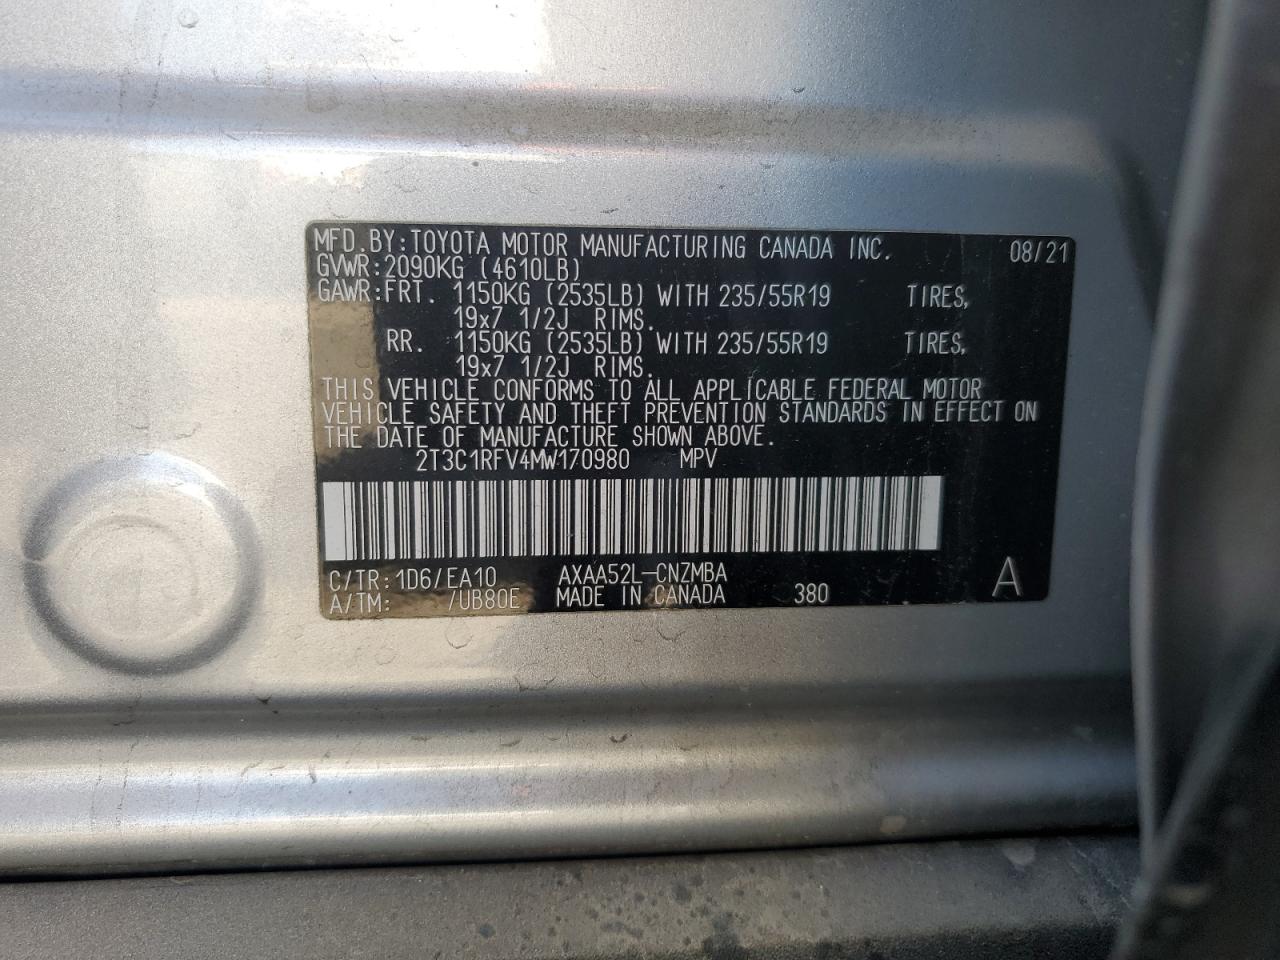 MFD.BY:TOYOTA MOTOR MANUFACTURING CANADA INC. 08/21
GVWR:2090KG (4610LB)
GAWR:FRT. 1150KG (2535LB) WITH 235/55R19 TIRES,
19x7 1/2J RIMS.
RR. 1150KG (2535LB) WITH 235/55R19 TIRES,
19x7 1/2J RIMS.
THIS VEHICLE CONFORMS TO ALL APPLICABLE FEDERAL MOTOR
VEHICLE SAFETY AND THEFT PREVENTION STANDARDS IN EFFECT ON
THE DATE OF MANUFACTURE SHOWN ABOVE.
2T3C1RFV4MW170980 MPV
C/TR: 1D6/EA10 AXAA52L-CNZMBA A
A/TM: /UB80E MADE IN CANADA 380